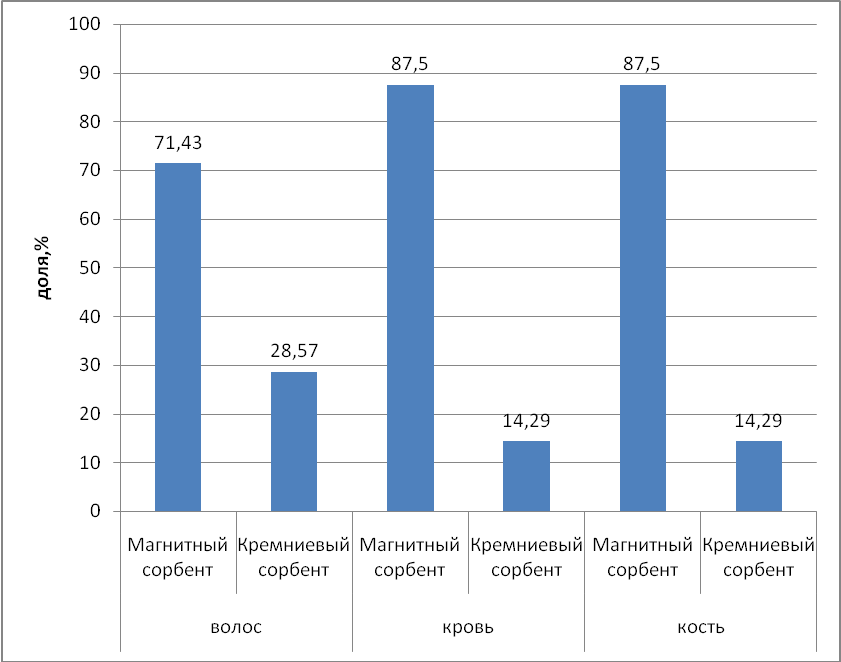 100
90
80
70
60
50
40
30
20
10
0
доля,%
71,43
28,57
87,5
14,29
87,5
14,29
Магнитный сорбент
Кремниевый сорбент
Магнитный сорбент
Кремниевый сорбент
Магнитный сорбент
Кремниевый сорбент
волос
кровь
кость